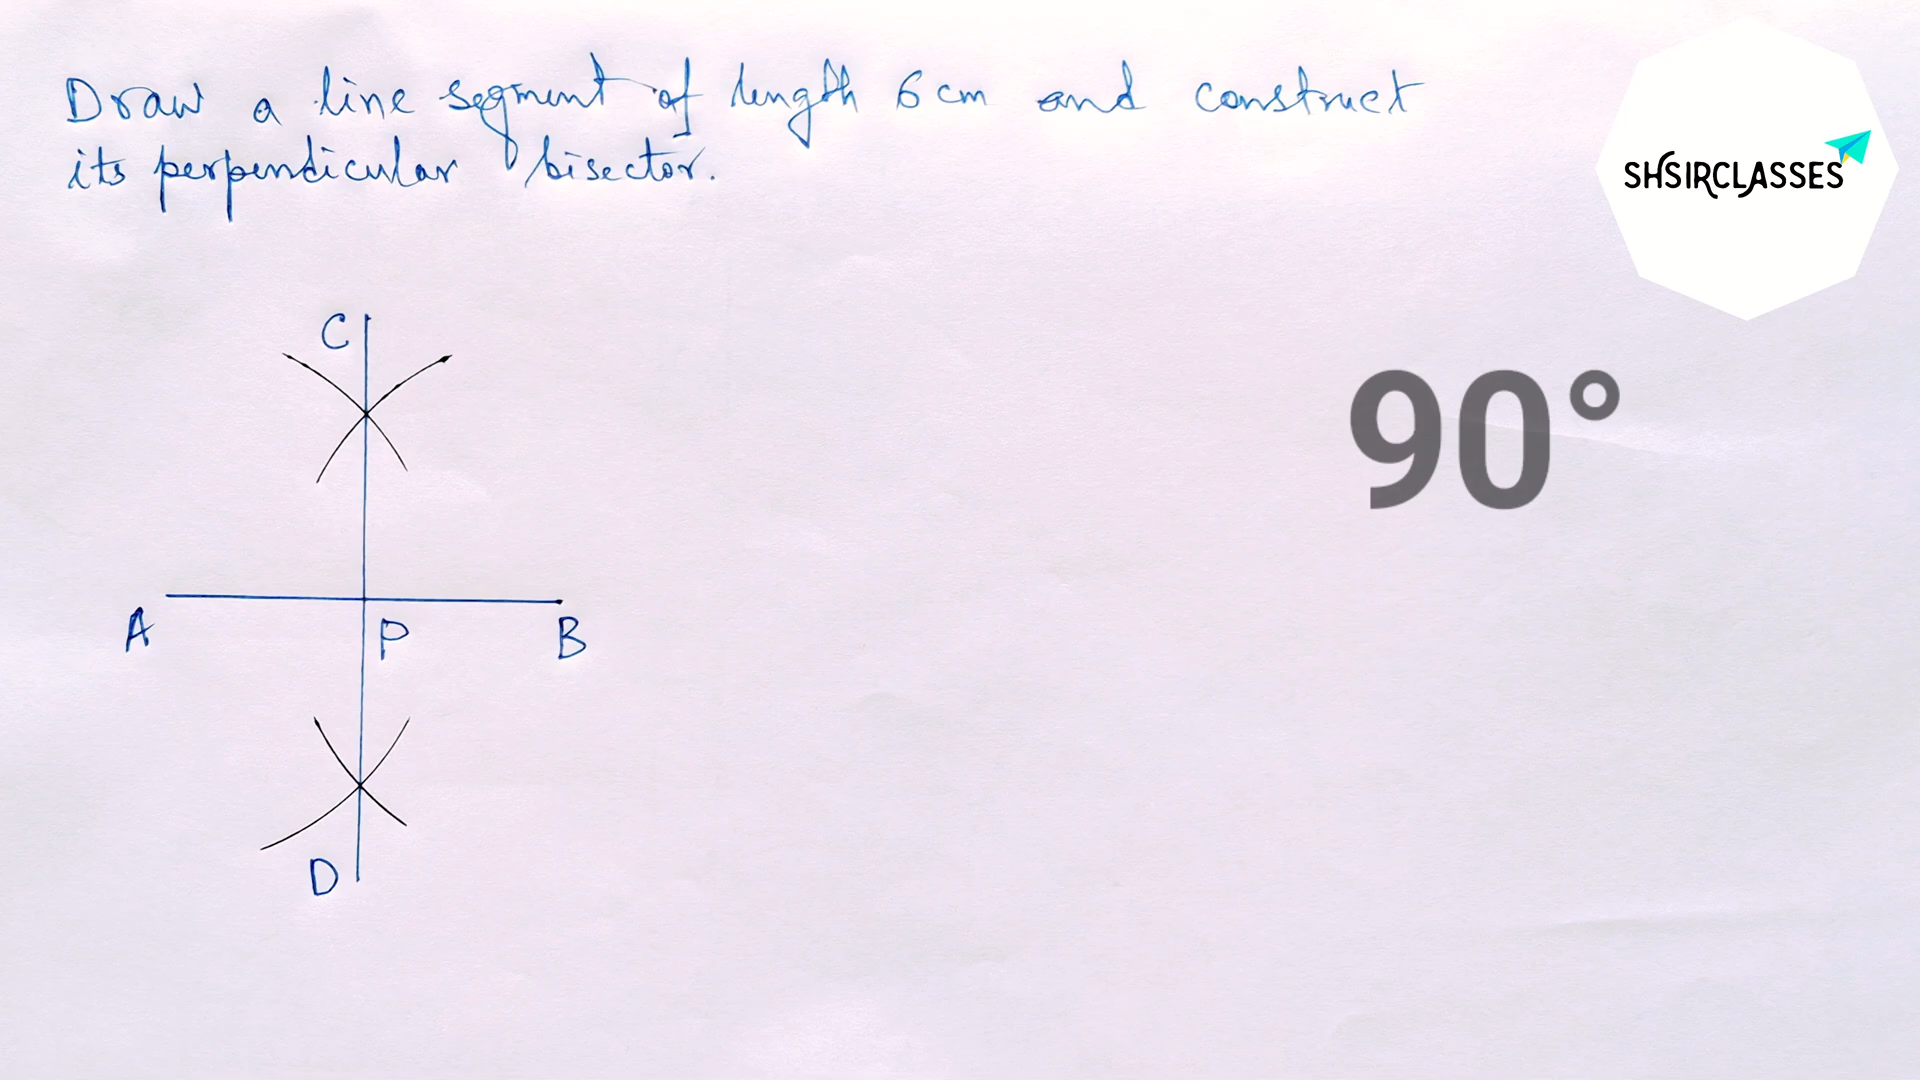 Draw a line segment of length 6 cm and construct
its perpendicular bisector.
SHSIRCLASSES
90°
C
A
P
B
D